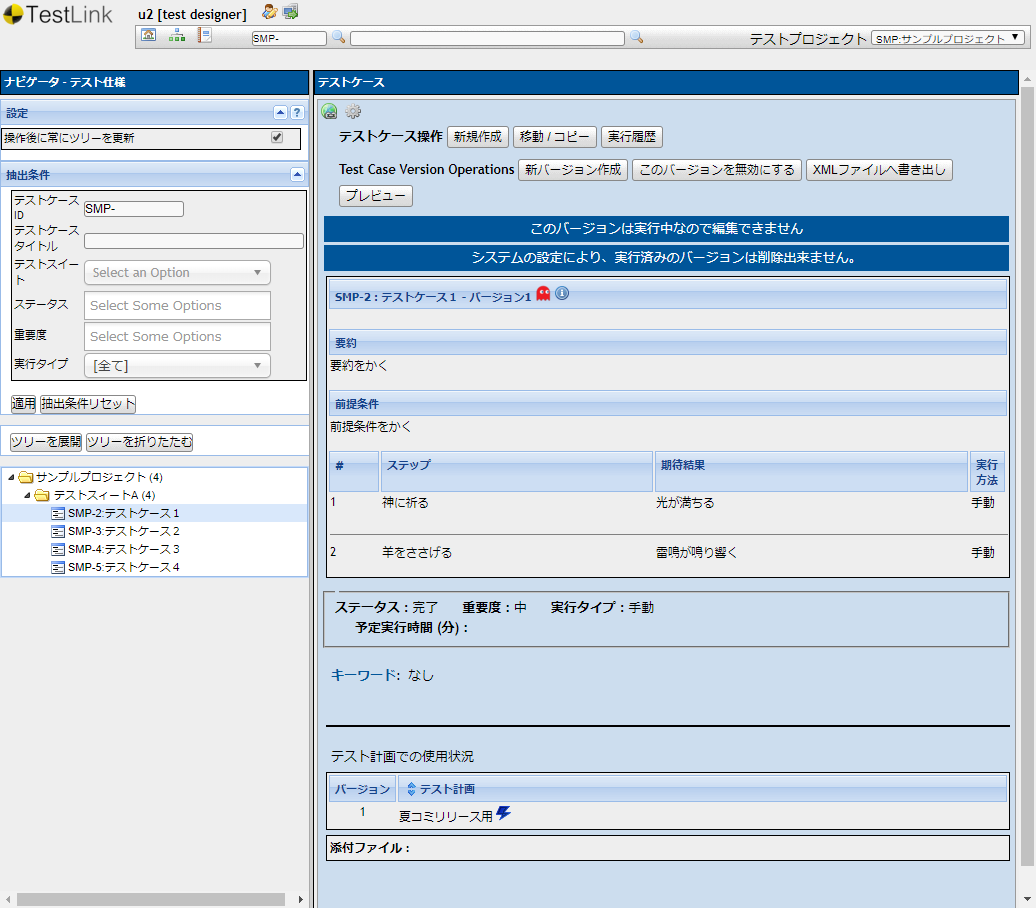 TestLink
u2 [test designer]
SMP-
テストプロジェクト SMP:サンプルプロジェクト
ナビゲータ - テスト仕様
設定
操作後に常にツリーを更新
抽出条件
テストケース
ID
SMP-
テストケース
タイトル
テストスイー
ト
Select an Option
ステータス Select Some Options
重要度 Select Some Options
実行タイプ [全て]
適用 抽出条件リセット
ツリーを展開 ツリーを折りたたむ
サンプルプロジェクト (4)
テストスィートA (4)
SMP-2:テストケース１
SMP-3:テストケース２
SMP-4:テストケース３
SMP-5:テストケース４
テストケース
テストケース操作 新規作成 移動 / コピー 実行履歴
Test Case Version Operations 新バージョン作成 このバージョンを無効にする XMLファイルへ書き出し
プレビュー
このバージョンは実行中なので編集できません
システムの設定により、実行済みのバージョンは削除出来ません。
SMP-2 : テストケース１ - バージョン1
要約
要約をかく
前提条件
前提条件をかく
# ステップ 期待結果 実行
方法
1 神に祈る 光が満ちる 手動
2 羊をささげる 雷鳴が鳴り響く 手動
ステータス : 完了 重要度 : 中 実行タイプ : 手動
予定実行時間 (分) :
キーワード: なし
テスト計画での使用状況
バージョン テスト計画
1 夏コミリリース用
添付ファイル :